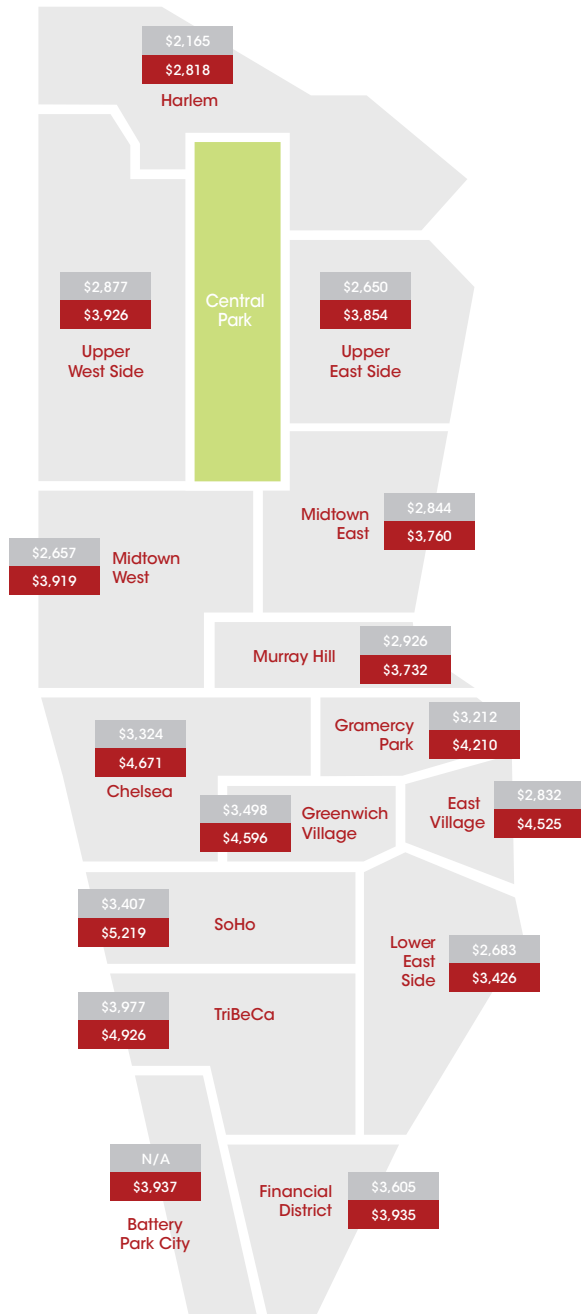 $2,165
$2,818
Harlem
$2,877
$3,926
Upper
West Side
Central
Park
$2,650
$3,854
Upper
East Side
Midtown
East
$2,844
$3,760
$2,657
$3,919
Midtown
West
Murray Hill
$2,926
$3,732
$3,324
$4,671
Chelsea
Gramercy
Park
$3,212
$4,210
$3,498
$4,596
Greenwich
Village
East
Village
$2,832
$4,525
$3,407
$5,219
SoHo
Lower
East
Side
$2,683
$3,426
$3,977
$4,926
TriBeCa
N/A
$3,937
Battery
Park City
Financial
District
$3,605
$3,935